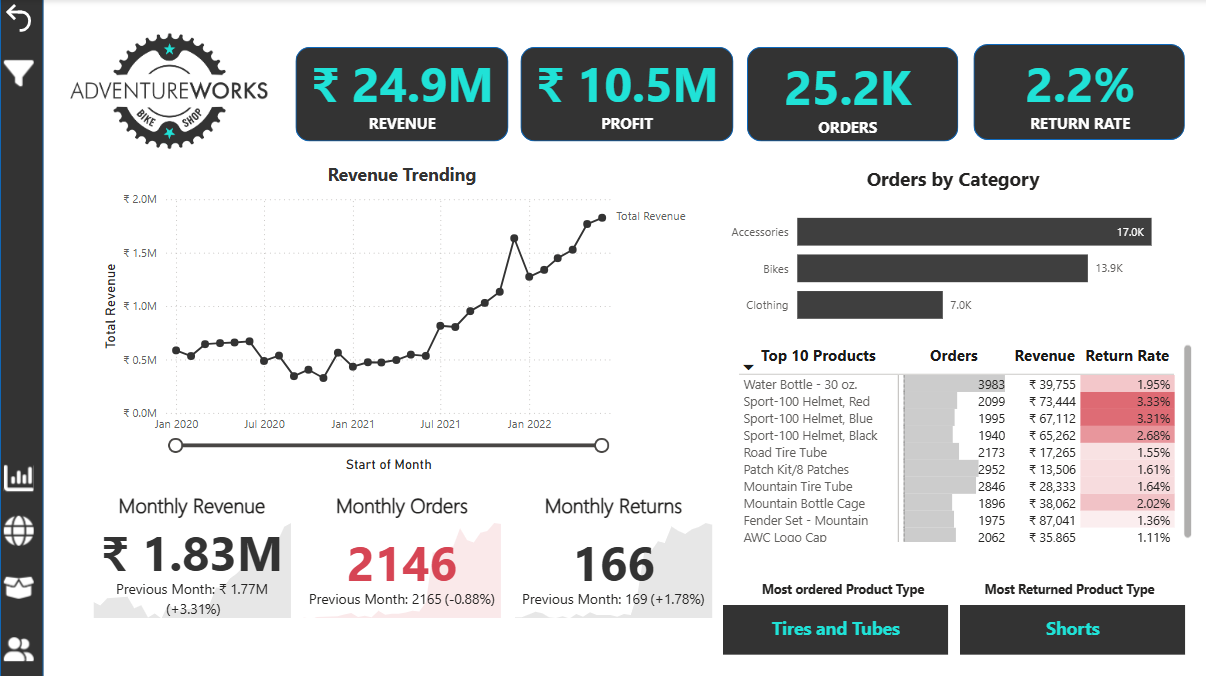 ADVENTUREWORKS
BIKE SHOP
₹ 24.9M
REVENUE
₹ 10.5M
PROFIT
25.2K
ORDERS
2.2%
RETURN RATE
Revenue Trending
Total Revenue
₹ 2.0M
₹ 1.5M
₹ 1.0M
₹ 0.5M
₹ 0.0M
Total Revenue
Jan 2020 Jul 2020 Jan 2021 Jul 2021 Jan 2022
Start of Month
Orders by Category
Accessories 17.0K
Bikes 13.9K
Clothing 7.0K
Top 10 Products Orders Revenue Return Rate
Water Bottle - 30 oz. 3983 ₹ 39,755 1.95%
Sport-100 Helmet, Red 2099 ₹ 73,444 3.33%
Sport-100 Helmet, Blue 1995 ₹ 67,112 3.31%
Sport-100 Helmet, Black 1940 ₹ 65,262 2.68%
Road Tire Tube 2173 ₹ 17,265 1.55%
Patch Kit/8 Patches 2952 ₹ 13,506 1.61%
Mountain Tire Tube 2846 ₹ 28,333 1.64%
Mountain Bottle Cage 1896 ₹ 38,062 2.02%
Fender Set - Mountain 1975 ₹ 87,041 1.36%
AWC Logo Cap 2062 ₹ 35,865 1.11%
Monthly Revenue
₹ 1.83M
Previous Month: ₹ 1.77M
(+3.31%)
Monthly Orders
2146
Previous Month: 2165 (-0.88%)
Monthly Returns
166
Previous Month: 169 (+1.78%)
Most ordered Product Type
Tires and Tubes
Most Returned Product Type
Shorts